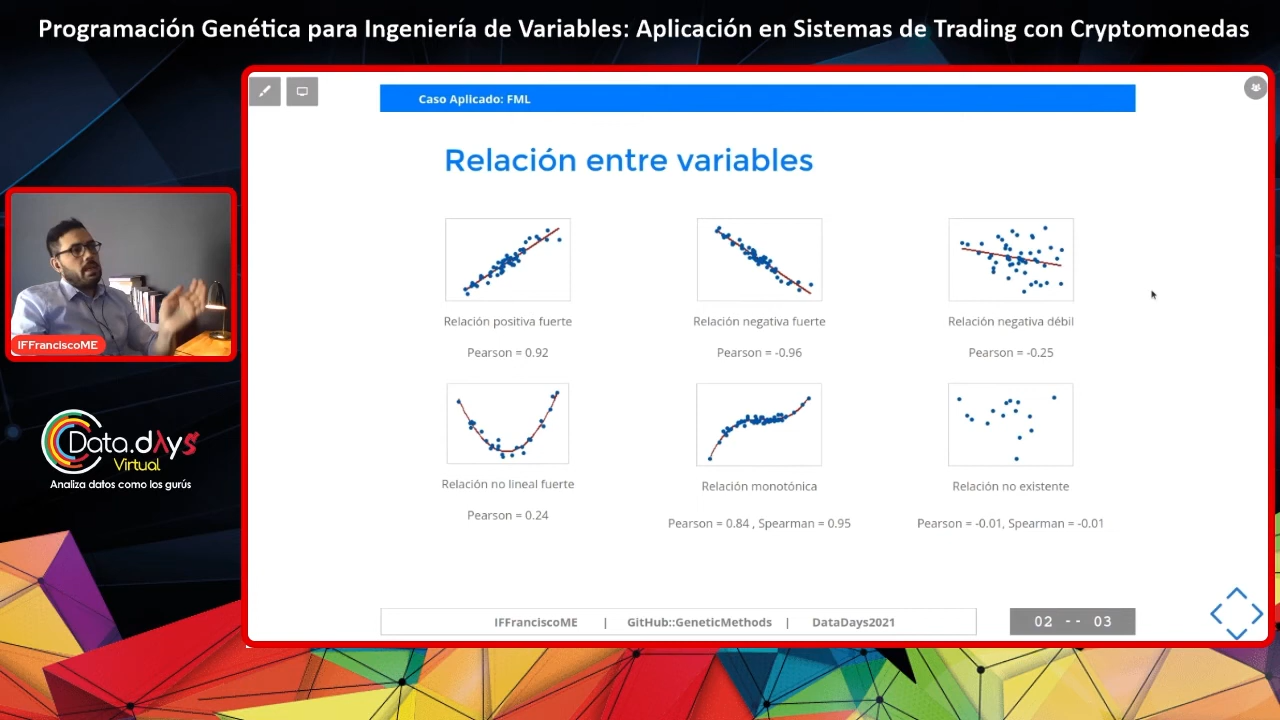 Programación Genética para Ingeniería de Variables: Aplicación en Sistemas de Trading con Cryptomonedas
Caso Aplicado: FML
Relación entre variables
Relación positiva fuerte
Pearson = 0.92
Relación negativa fuerte
Pearson = -0.96
Relación negativa débil
Pearson = -0.25
Relación no lineal fuerte
Pearson = 0.24
Relación monotónica
Pearson = 0.84 , Spearman = 0.95
Relación no existente
Pearson = -0.01, Spearman = -0.01
IFFranciscoME | GitHub::GeneticMethods | DataDays2021
02 -- 03
IFFranciscoME
Data.dAys
Virtual
Analiza datos como los gurús